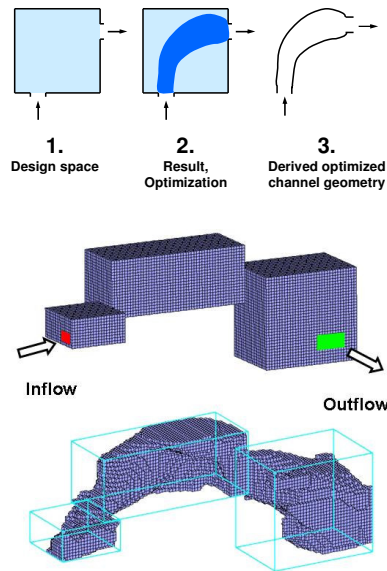 1.
Design space
2.
Result,
Optimization
3.
Derived optimized
channel geometry
Inflow
Outflow